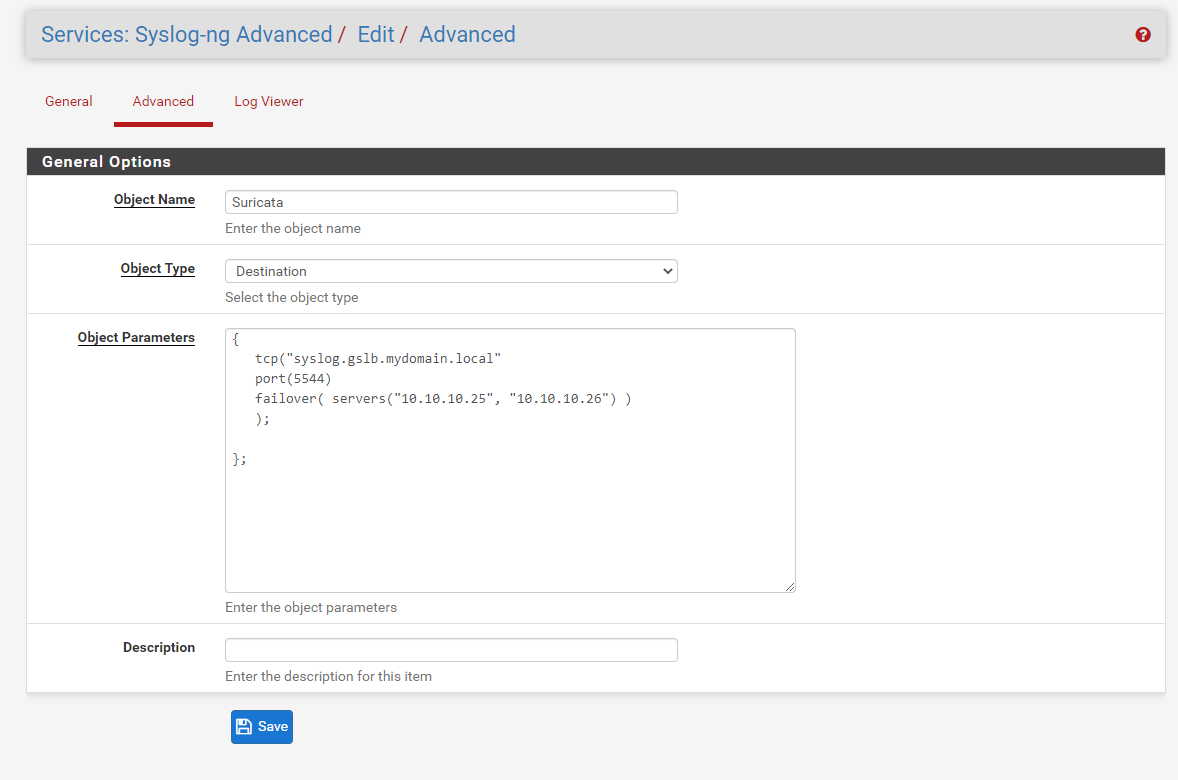 Services: Syslog-ng Advanced / Edit / Advanced
General Advanced Log Viewer
General Options
Object Name Suricata
Enter the object name
Object Type Destination
Select the object type
Object Parameters {
tcp("syslog.gslb.mydomain.local"
port(5544)
failover( servers("10.10.10.25", "10.10.10.26") )
);
};
Enter the object parameters
Description
Enter the description for this item
Save